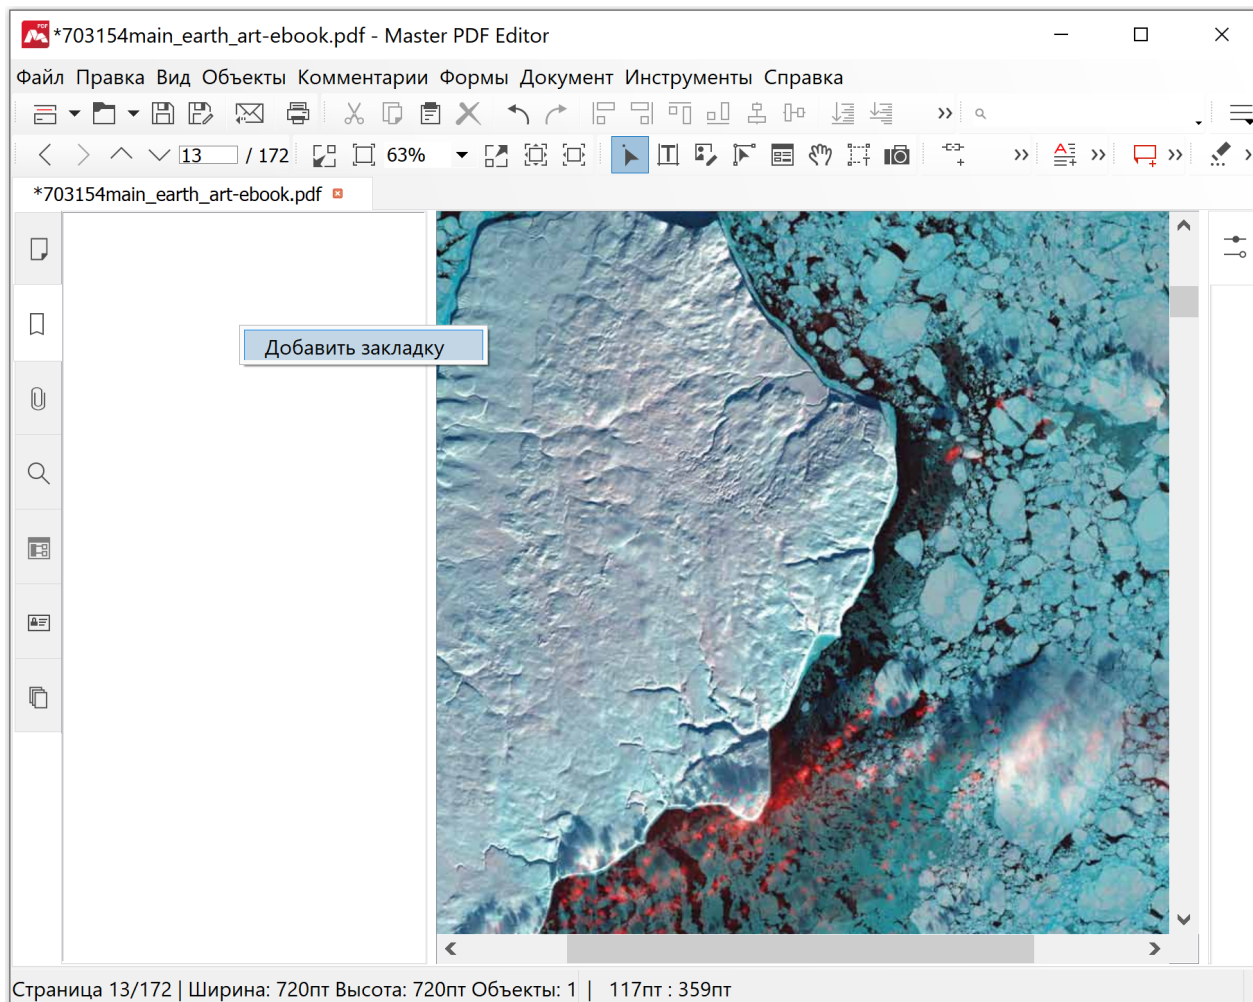 *703154main_earth_art-ebook.pdf - Master PDF Editor
Файл Правка Вид Объекты Комментарии Формы Документ Инструменты Справка
13 / 172 63%
*703154main_earth_art-ebook.pdf
Добавить закладку
Страница 13/172 | Ширина: 720пт Высота: 720пт Объекты: 1 | 117пт : 359пт